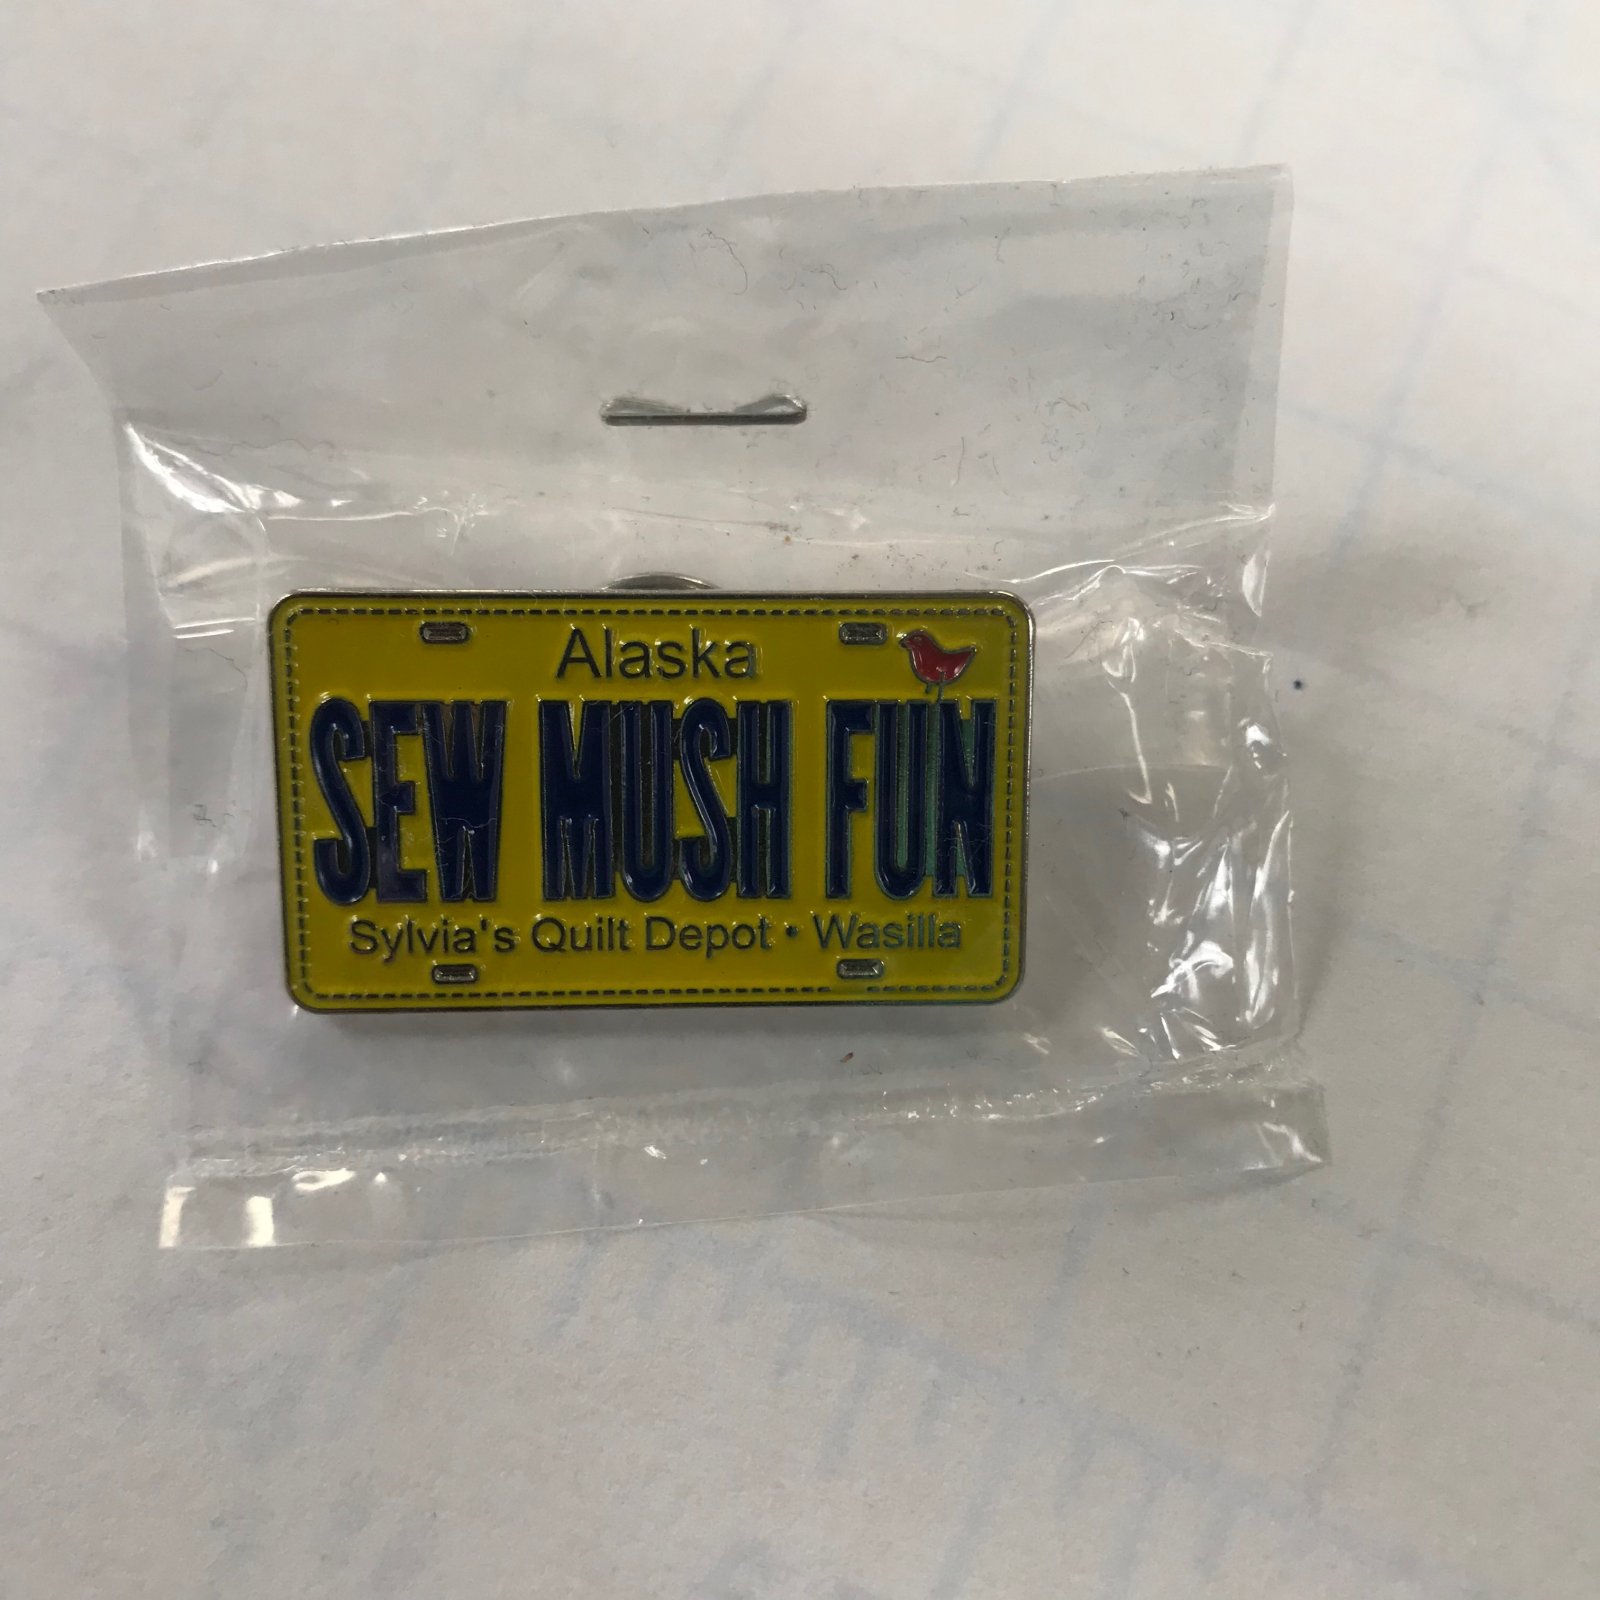 Alaska
SEW MUSH FUN
Sylvia's Quilt Depot • Wasilla